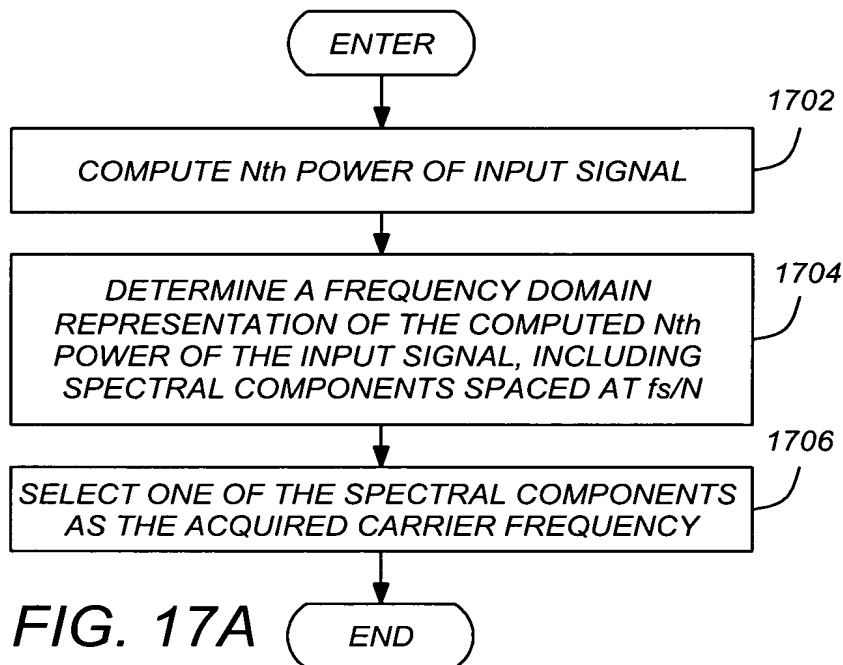 ENTER
1702
COMPUTE Nth POWER OF INPUT SIGNAL
1704
DETERMINE A FREQUENCY DOMAIN
REPRESENTATION OF THE COMPUTED Nth
POWER OF THE INPUT SIGNAL, INCLUDING
SPECTRAL COMPONENTS SPACED AT fs/N
1706
SELECT ONE OF THE SPECTRAL COMPONENTS
AS THE ACQUIRED CARRIER FREQUENCY
FIG. 17A
END